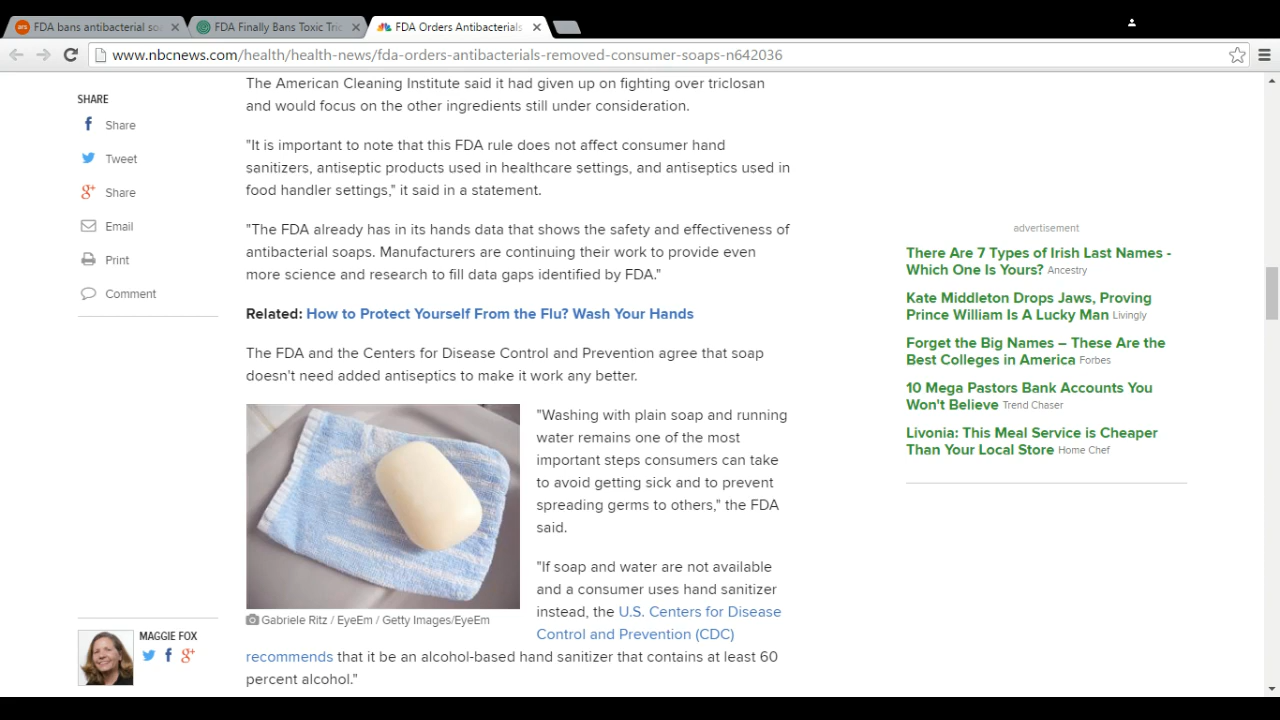 FDA bans antibacterial so
FDA Finally Bans Toxic Tric
FDA Orders Antibacterials
www.nbcnews.com/health/health-news/fda-orders-antibacterials-removed-consumer-soaps-n642036
SHARE
Share
Tweet
Share
Email
Print
Comment
The American Cleaning Institute said it had given up on fighting over triclosan
and would focus on the other ingredients still under consideration.
"It is important to note that this FDA rule does not affect consumer hand
sanitizers, antiseptic products used in healthcare settings, and antiseptics used in
food handler settings," it said in a statement.
"The FDA already has in its hands data that shows the safety and effectiveness of
antibacterial soaps. Manufacturers are continuing their work to provide even
more science and research to fill data gaps identified by FDA."
Related: How to Protect Yourself From the Flu? Wash Your Hands
The FDA and the Centers for Disease Control and Prevention agree that soap
doesn't need added antiseptics to make it work any better.
"Washing with plain soap and running
water remains one of the most
important steps consumers can take
to avoid getting sick and to prevent
spreading germs to others," the FDA
said.
"If soap and water are not available
and a consumer uses hand sanitizer
instead, the U.S. Centers for Disease
Control and Prevention (CDC)
recommends that it be an alcohol-based hand sanitizer that contains at least 60
percent alcohol."
Gabriele Ritz / EyeEm / Getty Images/EyeEm
MAGGIE FOX
advertisement
There Are 7 Types of Irish Last Names -
Which One Is Yours? Ancestry
Kate Middleton Drops Jaws, Proving
Prince William Is A Lucky Man Livingly
Forget the Big Names – These Are the
Best Colleges in America Forbes
10 Mega Pastors Bank Accounts You
Won't Believe Trend Chaser
Livonia: This Meal Service is Cheaper
Than Your Local Store Home Chef